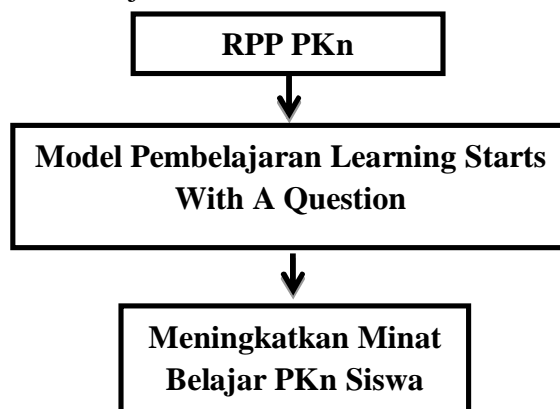 RPP PKn
Model Pembelajaran Learning Starts
With A Question
Meningkatkan Minat
Belajar PKn Siswa